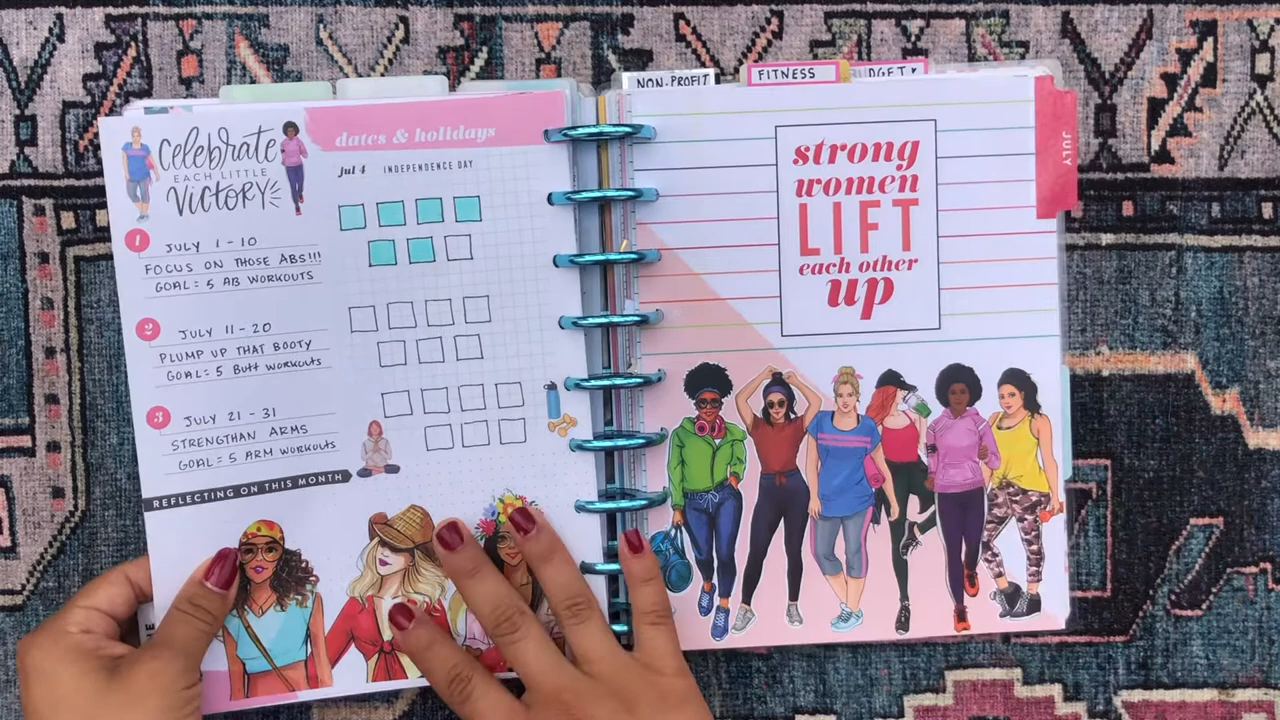 NON-PROFIT
FITNESS
UDGET
JULY
celebrate
EACH LITTLE
VICTORY
dates & holidays
Jul 4 INDEPENDENCE DAY
1 JULY 1-10
FOCUS ON THOSE ABS!!!
GOAL = 5 AB WORKOUTS
2 JULY 11-20
PLUMP UP THAT BOOTY
GOAL = 5 Butt WORKOUTS
3 JULY 21-31
STRENGTHAN ARMS
GOAL = 5 ARM WORKOUTS
REFLECTING ON THIS MONTH
strong
women
LIFT
each other
up